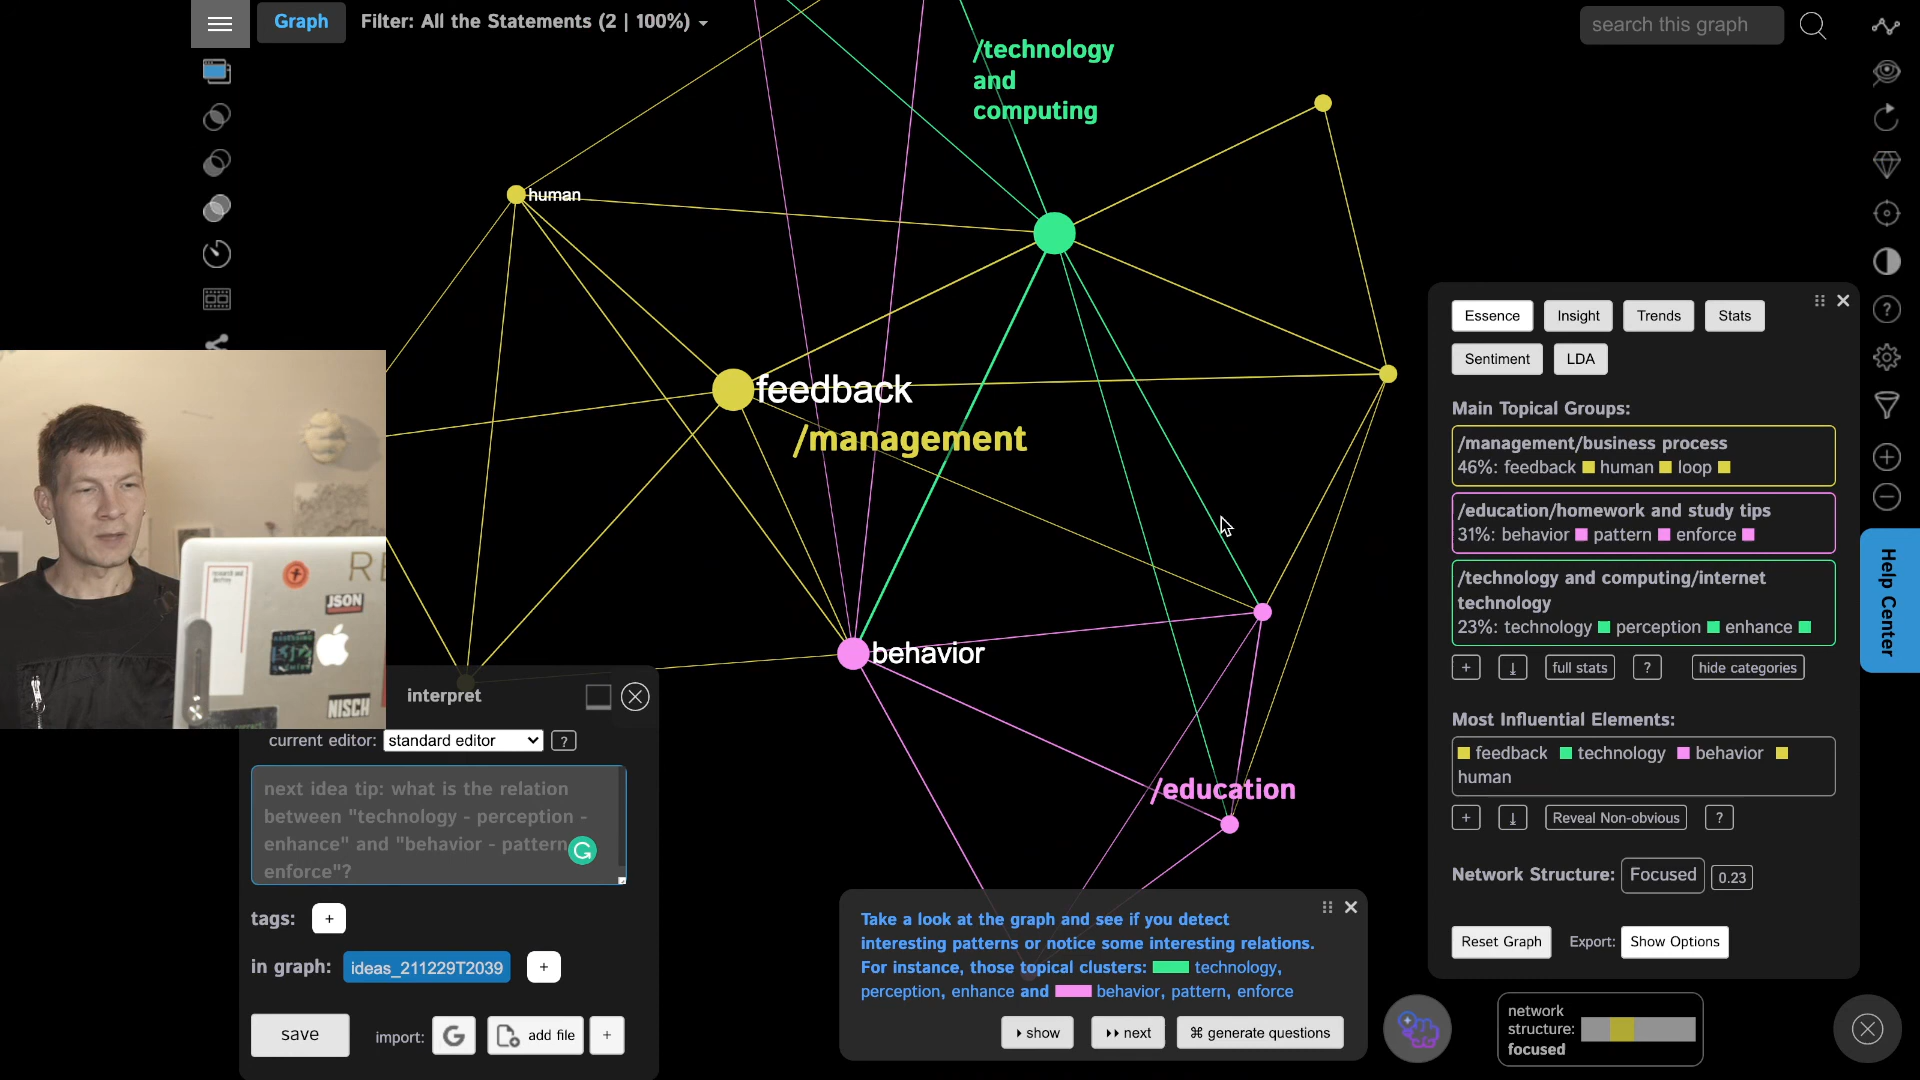 Graph
Filter: All the Statements (2 | 100%)
search this graph
/technology
and
computing
human
feedback
/management
behavior
/education
Essence
Insight
Trends
Stats
Sentiment
LDA
Main Topical Groups:
/management/business process
46%: feedback human loop
/education/homework and study tips
31%: behavior pattern enforce
/technology and computing/internet
technology
23%: technology perception enhance
+
full stats
?
hide categories
Most Influential Elements:
feedback technology behavior
human
+
Reveal Non-obvious
?
Network Structure: Focused 0.23
Reset Graph
Export:
Show Options
Help Center
JSON
NISCH
interpret
current editor: standard editor ?
next idea tip: what is the relation
between "technology - perception -
enhance" and "behavior - pattern
enforce"?
tags: +
in graph: ideas_211229T2039 +
save
import: G add file +
Take a look at the graph and see if you detect
interesting patterns or notice some interesting relations.
For instance, those topical clusters: technology,
perception, enhance and behavior, pattern, enforce
show
next
⌘ generate questions
network
structure:
focused